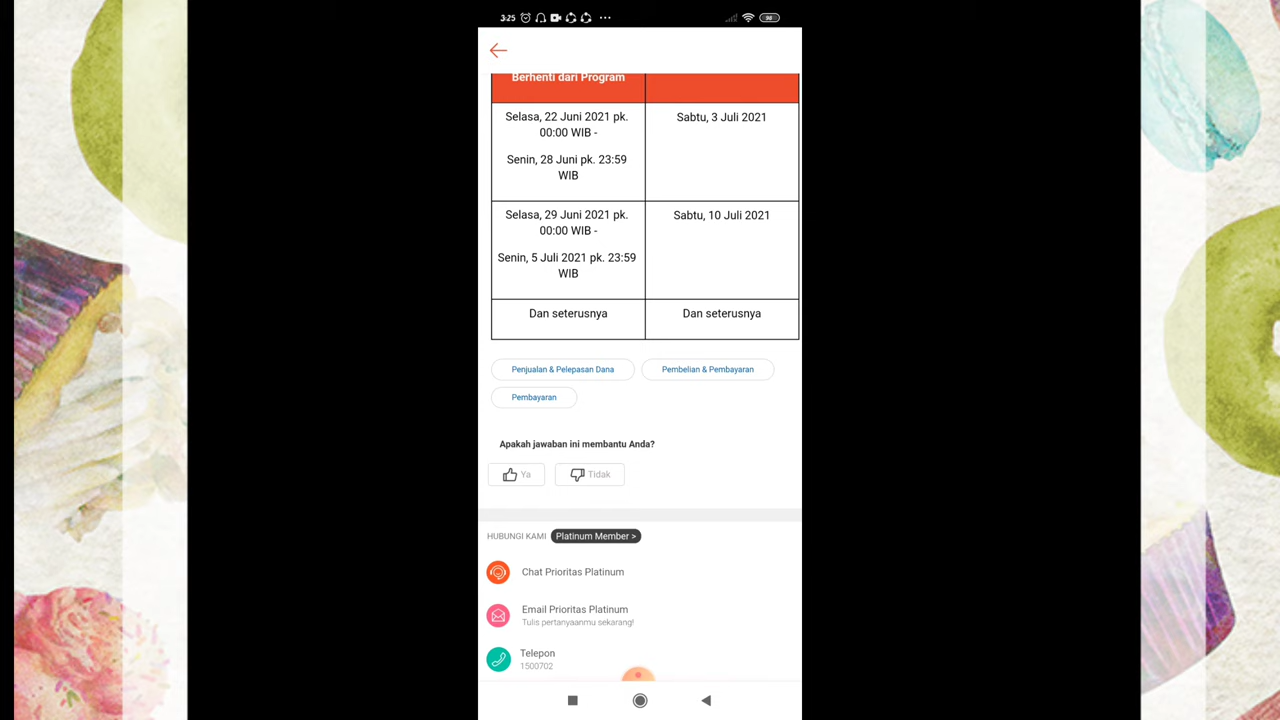 3:25
30
Berhenti dari Program
Selasa, 22 Juni 2021 pk.
00:00 WIB -
Senin, 28 Juni pk. 23:59
WIB
Sabtu, 3 Juli 2021
Selasa, 29 Juni 2021 pk.
00:00 WIB -
Senin, 5 Juli 2021 pk. 23:59
WIB
Sabtu, 10 Juli 2021
Dan seterusnya
Dan seterusnya
Penjualan & Pelepasan Dana
Pembelian & Pembayaran
Pembayaran
Apakah jawaban ini membantu Anda?
Ya
Tidak
HUBUNGI KAMI
Platinum Member >
Chat Prioritas Platinum
Email Prioritas Platinum
Tulis pertanyaanmu sekarang!
Telepon
1500702